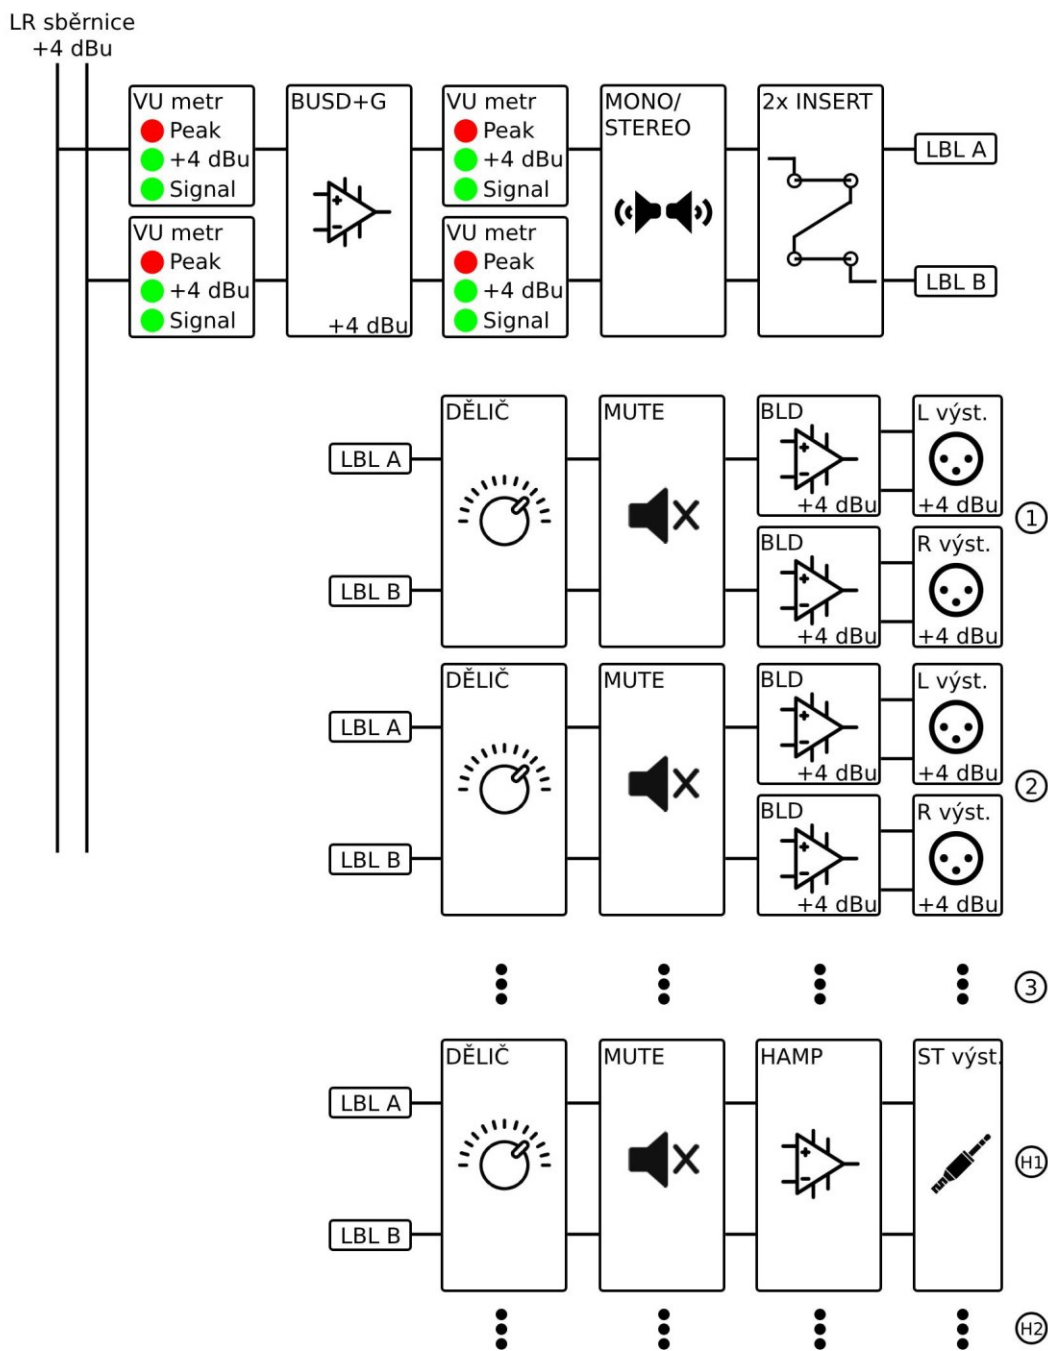 LR sběrnice
+4 dBu
VU metr
Peak
+4 dBu
Signal
VU metr
Peak
+4 dBu
Signal
BUSD+G
+4 dBu
VU metr
Peak
+4 dBu
Signal
VU metr
Peak
+4 dBu
Signal
MONO/
STEREO
2x INSERT
LBL A
LBL B
LBL A
LBL B
DĚLIČ
MUTE
BLD
+4 dBu
L výst.
+4 dBu
BLD
+4 dBu
R výst.
+4 dBu
1
LBL A
LBL B
DĚLIČ
MUTE
BLD
+4 dBu
L výst.
+4 dBu
BLD
+4 dBu
R výst.
+4 dBu
2
3
LBL A
LBL B
DĚLIČ
MUTE
HAMP
ST výst.
H1
H2